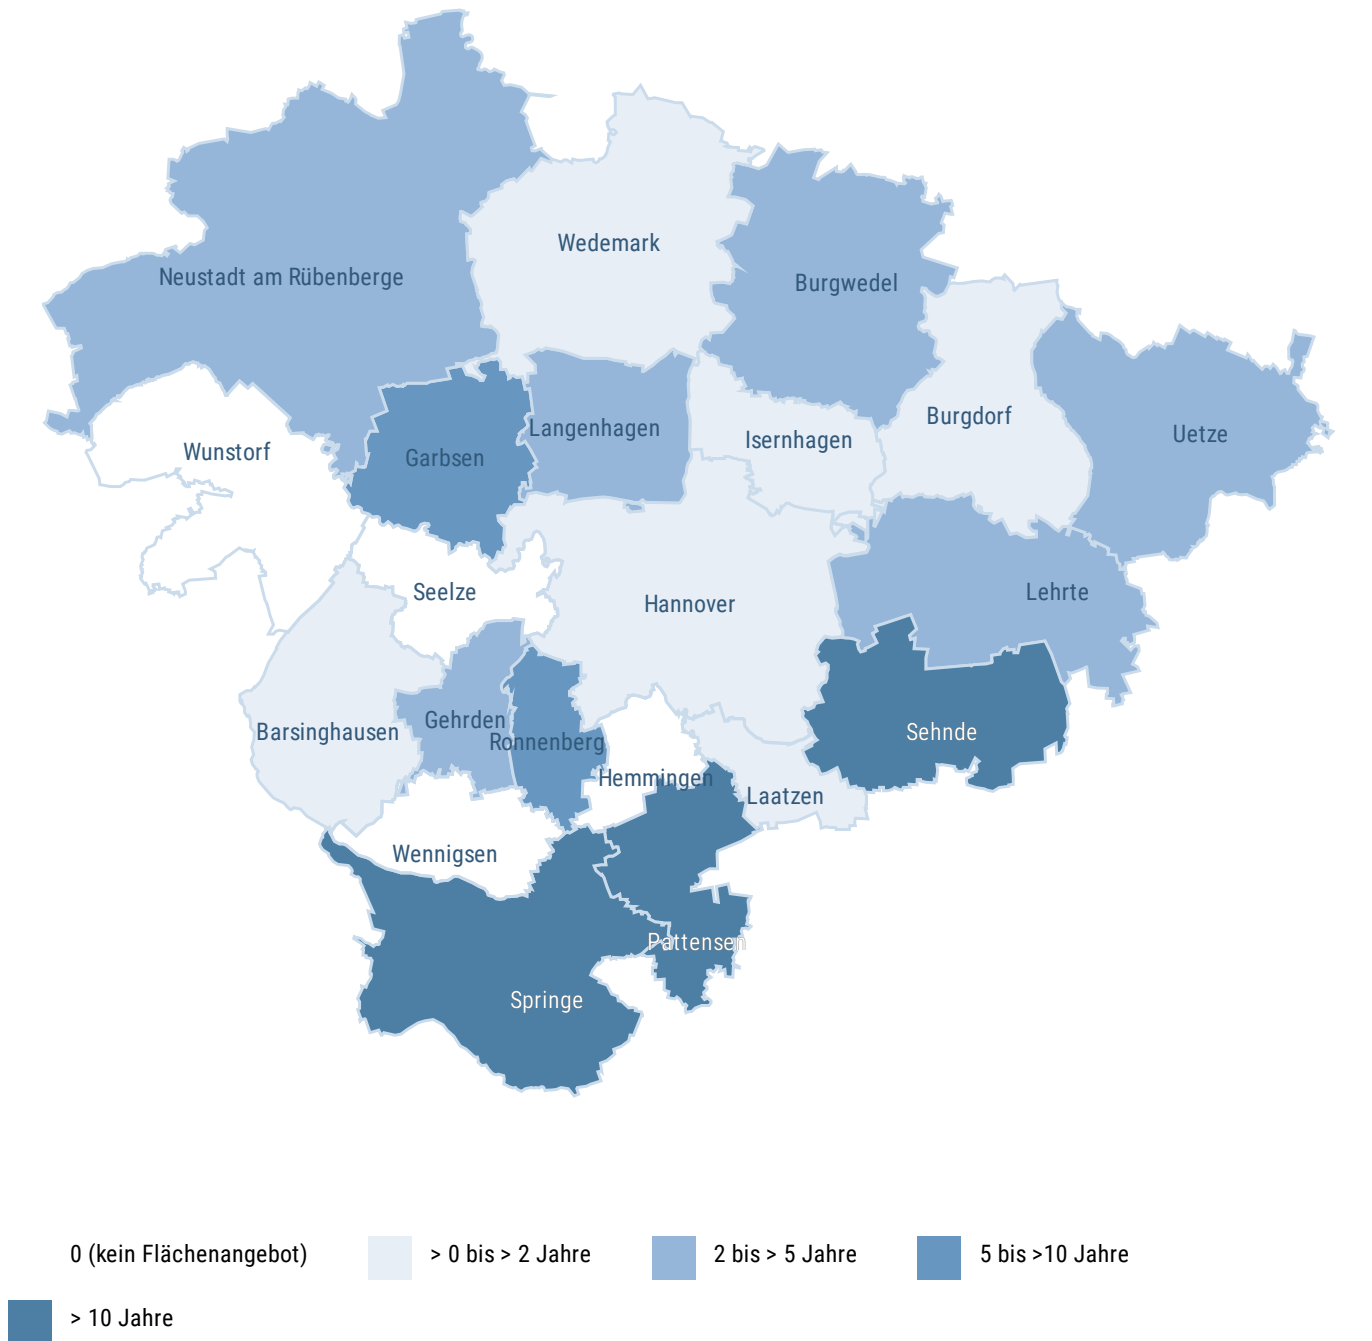 Wedemark
Neustadt am Rübenberge
Burgwedel
Burgdorf
Langenhagen
Uetze
Isernhagen
Wunstorf
Garbsen
Seelze
Lehrte
Hannover
Gehrden
Barsinghausen
Sehnde
Ronnenberg
Hemmingen
Laatzen
Wennigsen
Pattensen
Springe
0 (kein Flächenangebot)
> 0 bis > 2 Jahre
2 bis > 5 Jahre
5 bis >10 Jahre
> 10 Jahre